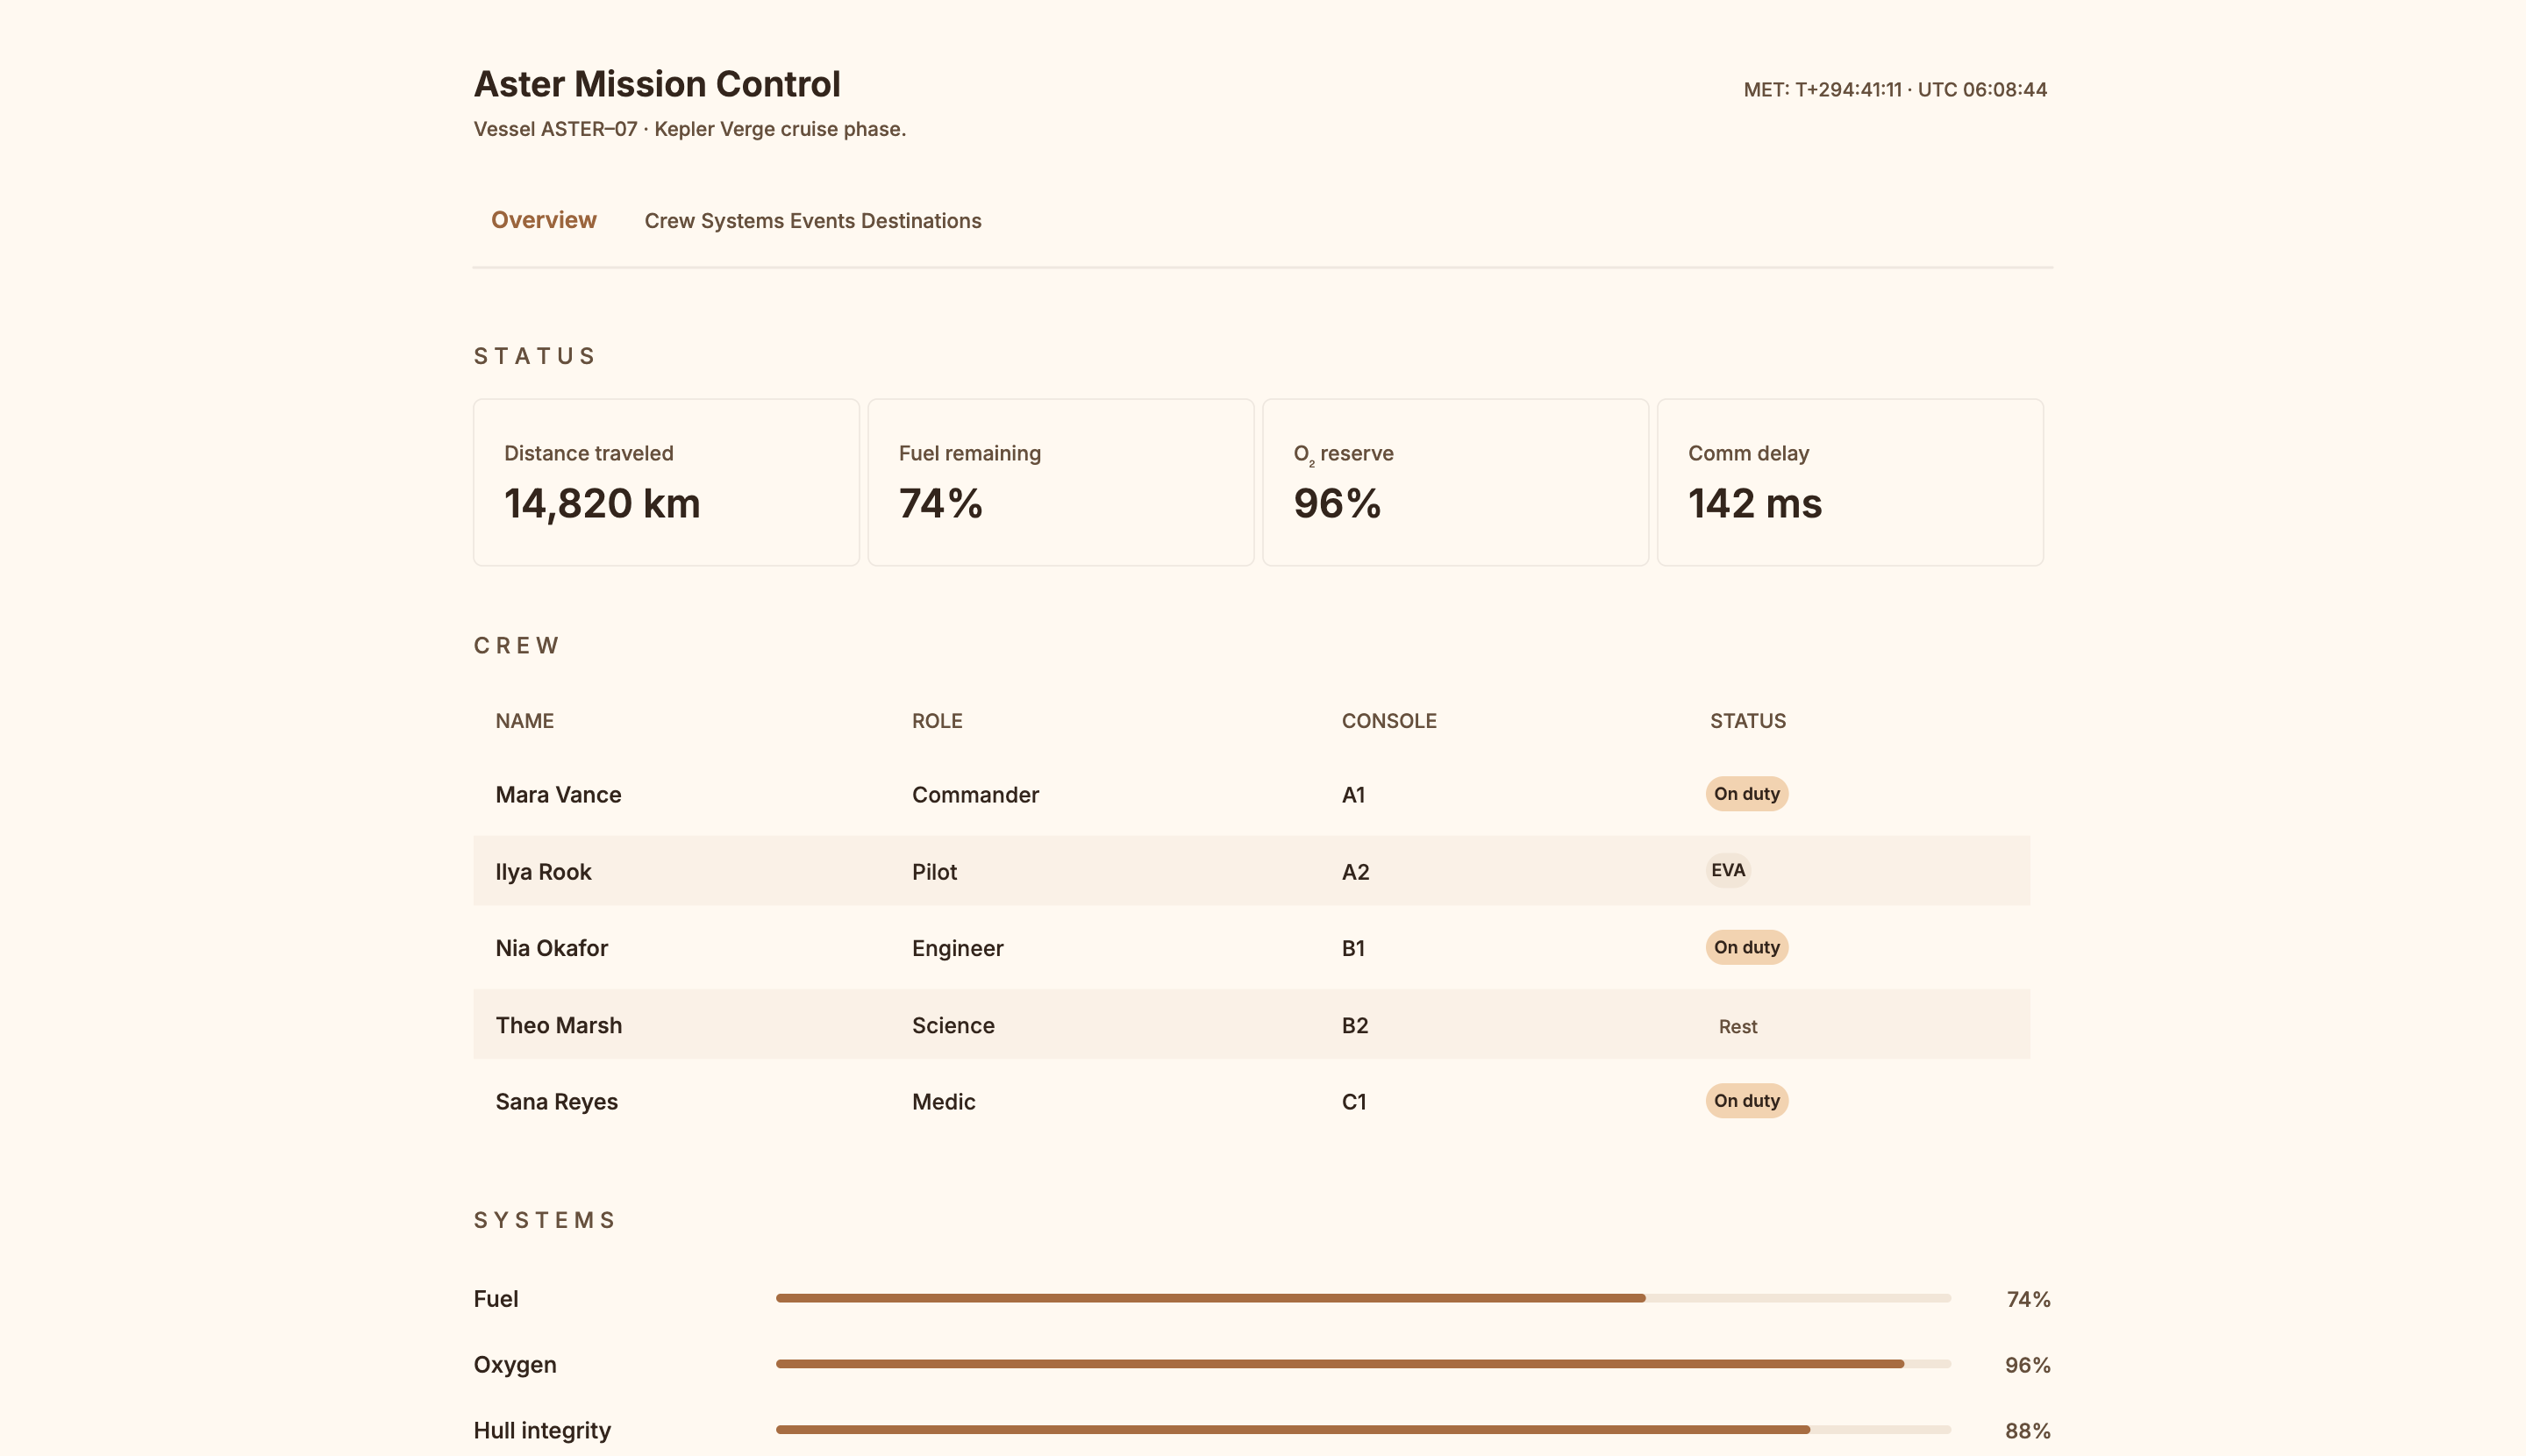 Aster Mission Control
MET: T+294:41:11 · UTC 06:08:44
Vessel ASTER–07 · Kepler Verge cruise phase.
Overview Crew Systems Events Destinations
STATUS
Distance traveled Fuel remaining O₂ reserve Comm delay
14,820 km 74% 96% 142 ms
CREW
NAME ROLE CONSOLE STATUS
Mara Vance Commander A1 On duty
Ilya Rook Pilot A2 EVA
Nia Okafor Engineer B1 On duty
Theo Marsh Science B2 Rest
Sana Reyes Medic C1 On duty
SYSTEMS
Fuel 74%
Oxygen 96%
Hull integrity 88%